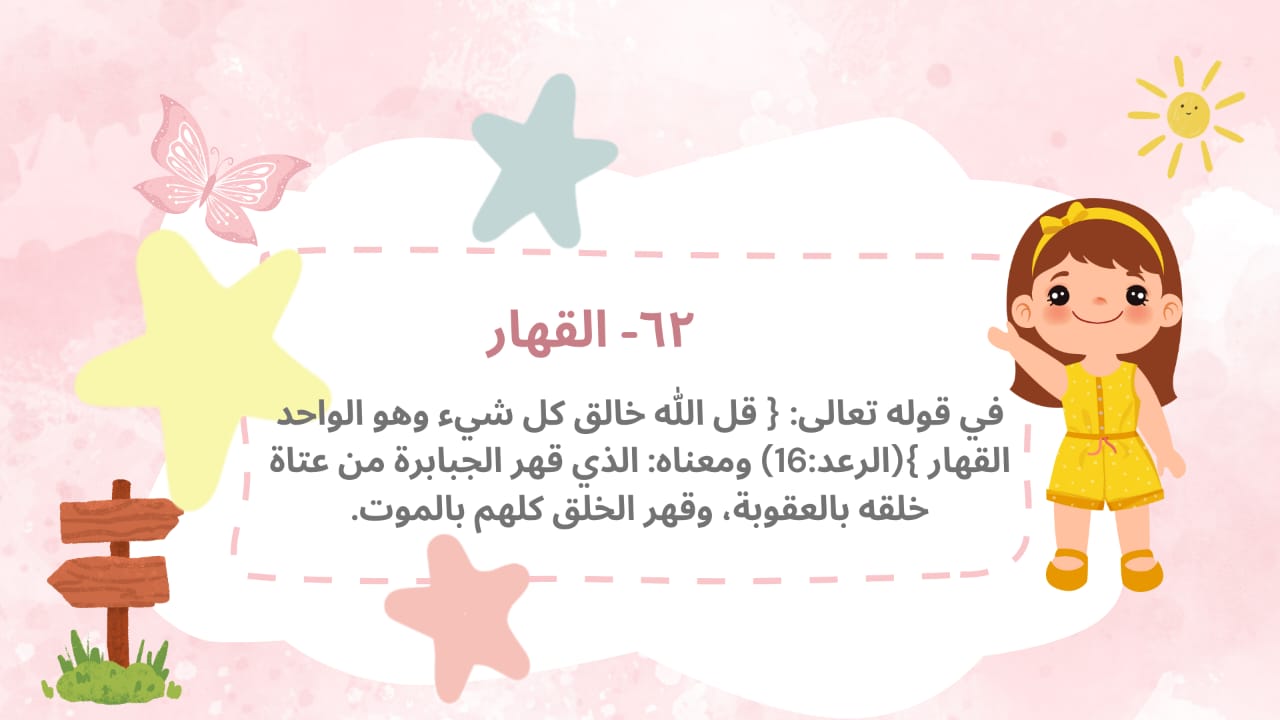 ٦٢- القهار
في قوله تعالى: { قل الله خالق كل شيء وهو الواحد
القهار }(الرعد:16) ومعناه: الذي قهر الجبابرة من عتاة
خلقه بالعقوبة، وقهر الخلق كلهم بالموت.